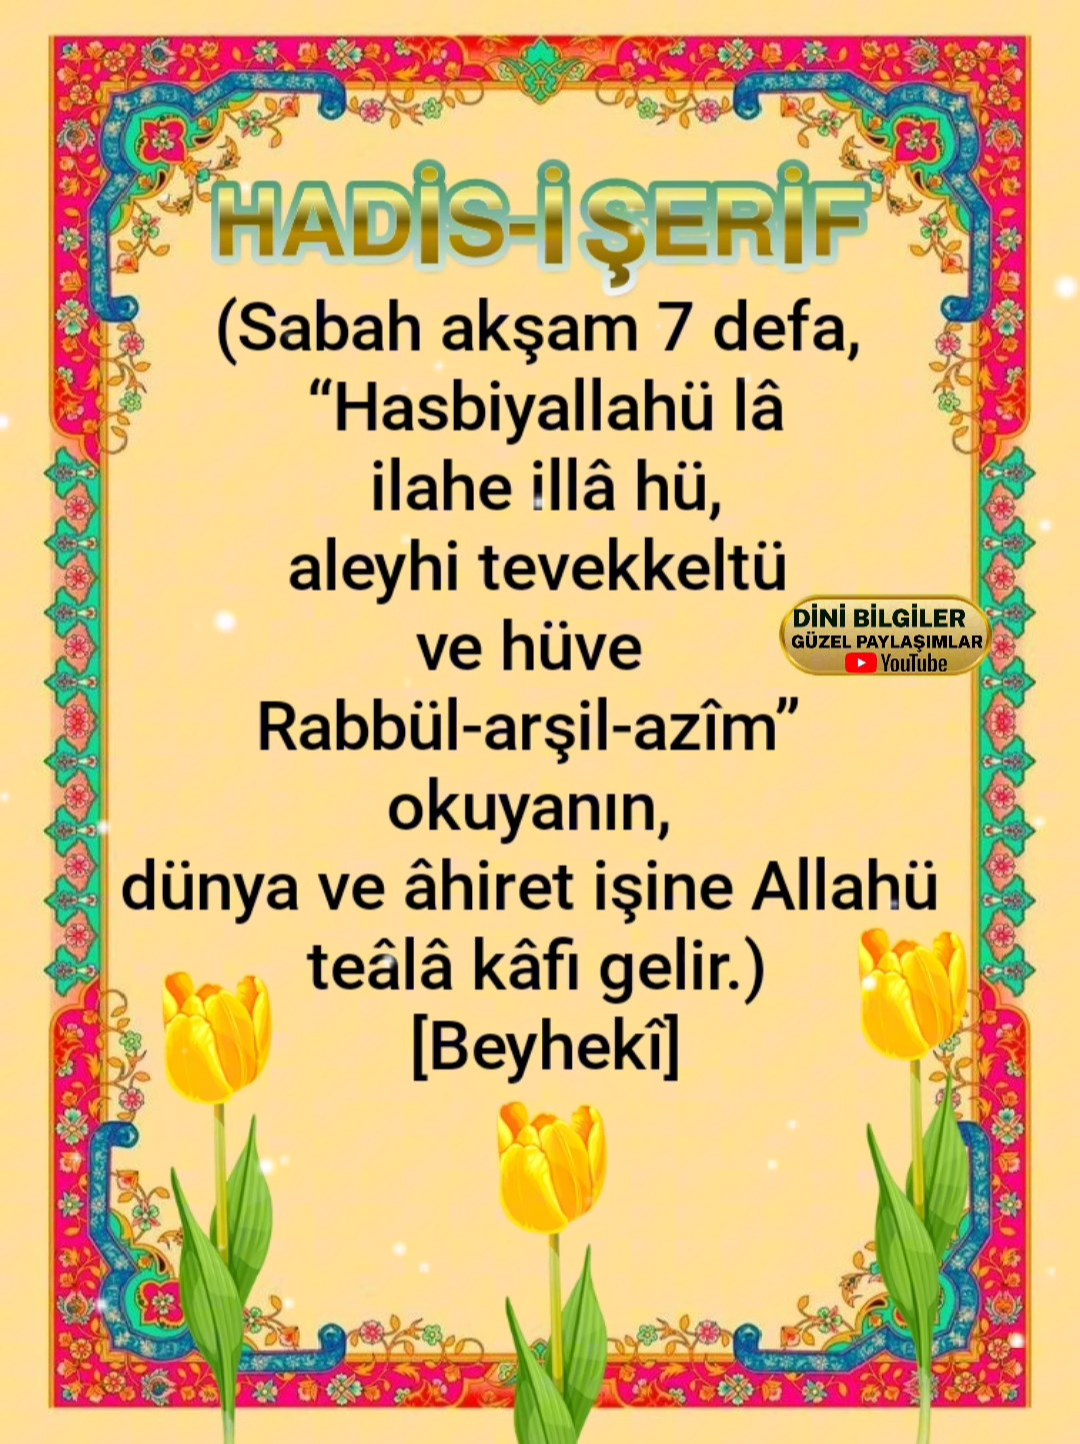 HADİS-İ ŞERİF
(Sabah akşam 7 defa,
“Hasbiyallahü lâ
ilahe illâ hü,
aleyhi tevekkeltü
ve hüve
Rabbül-arşil-azîm”
okuyanın,
dünya ve âhiret işine Allahü
teâlâ kâfi gelir.)
[Beyhekî]
DİNİ BİLGİLER
GÜZEL PAYLAŞIMLAR
YouTube